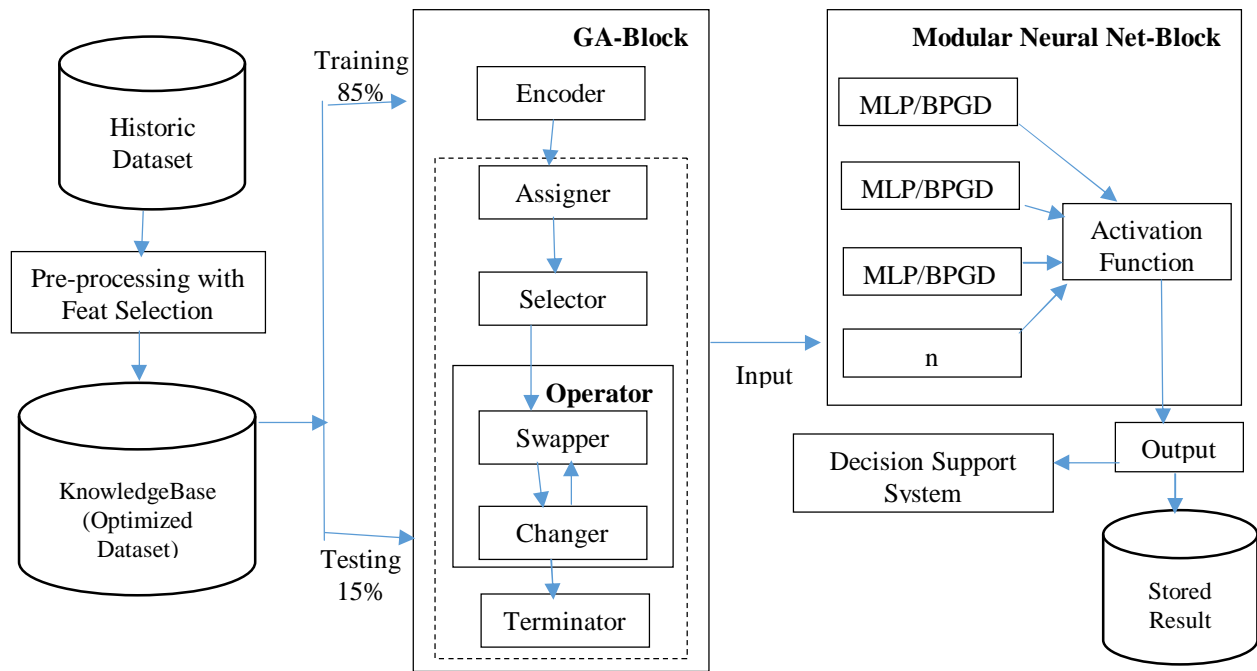 Historic
Dataset
Pre-processing with
Feat Selection
KnowledgeBase
(Optimized
Dataset)
Training
85%
Testing
15%
GA-Block
Encoder
Assigner
Selector
Operator
Swapper
Changer
Terminator
Input
Modular Neural Net-Block
MLP/BPGD
MLP/BPGD
MLP/BPGD
n
Activation
Function
Output
Decision Support
System
Stored
Result